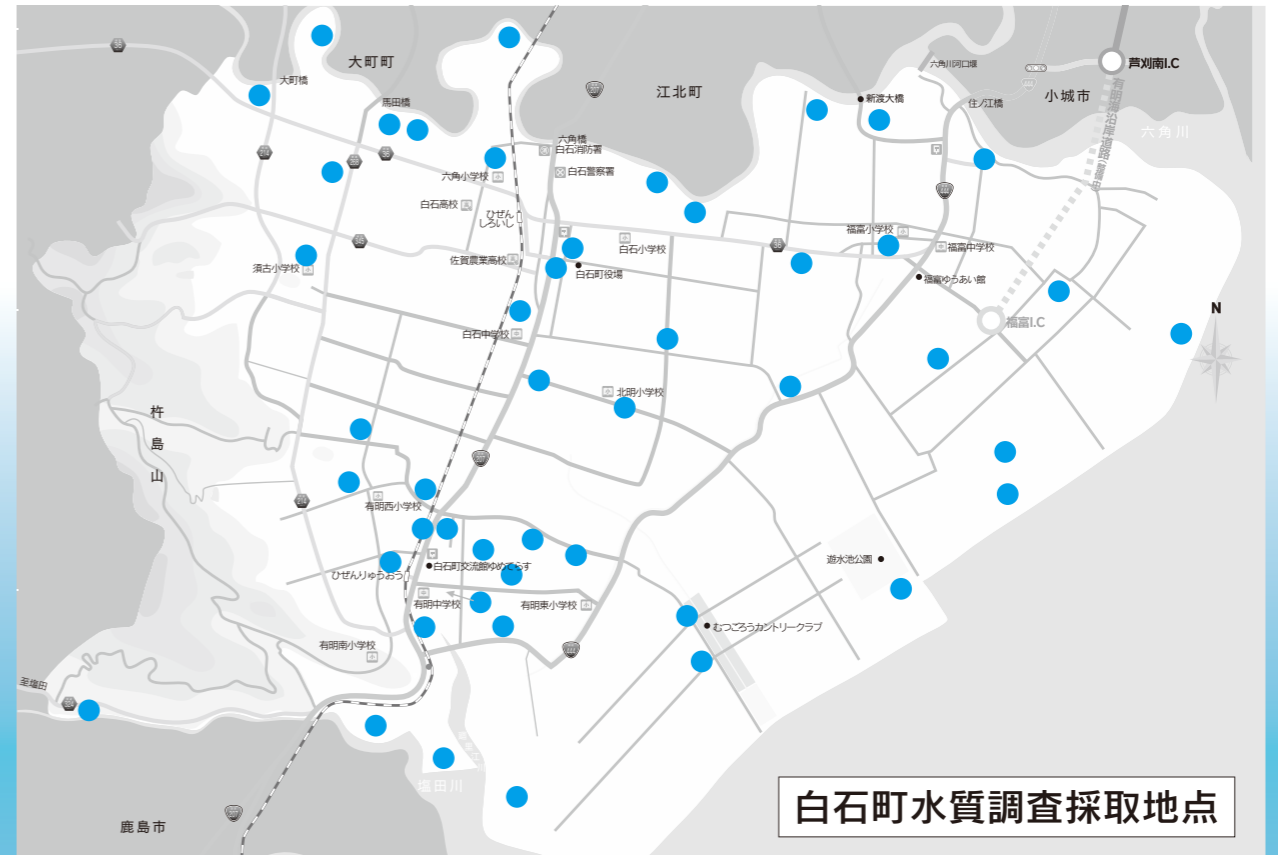 大町町
大町橋
馬田橋
江北町
六角川河口堰
芦刈南I.C
小城市
新渡大橋
住ノ江橋
六角川
六角橋
白石消防署
白石警察署
六角小学校
白石高校
ひぜん
しろいし
須古小学校
佐賀農業高校
白石小学校
白石町役場
福富小学校
福富中学校
福富ゆうあい館
福富I.C
N
白石中学校
北明小学校
杵
島
山
有明西小学校
白石町交流館ゆめてらす
ひぜんりゅうおう
有明中学校
有明東小学校
有明南小学校
遊水池公園
むつごろうカントリークラブ
至塩田
塩田川
鹿島市
白石町水質調査採取地点